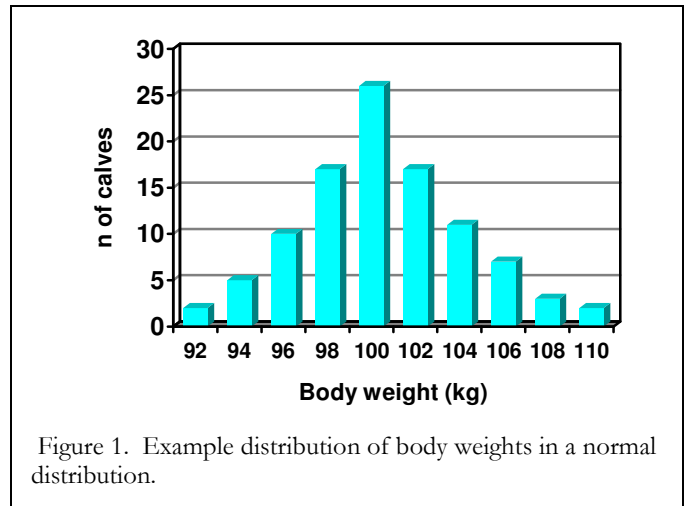 30
25
20
15
10
5
0
n of calves
92 94 96 98 100 102 104 106 108 110
Body weight (kg)
Figure 1. Example distribution of body weights in a normal
distribution.